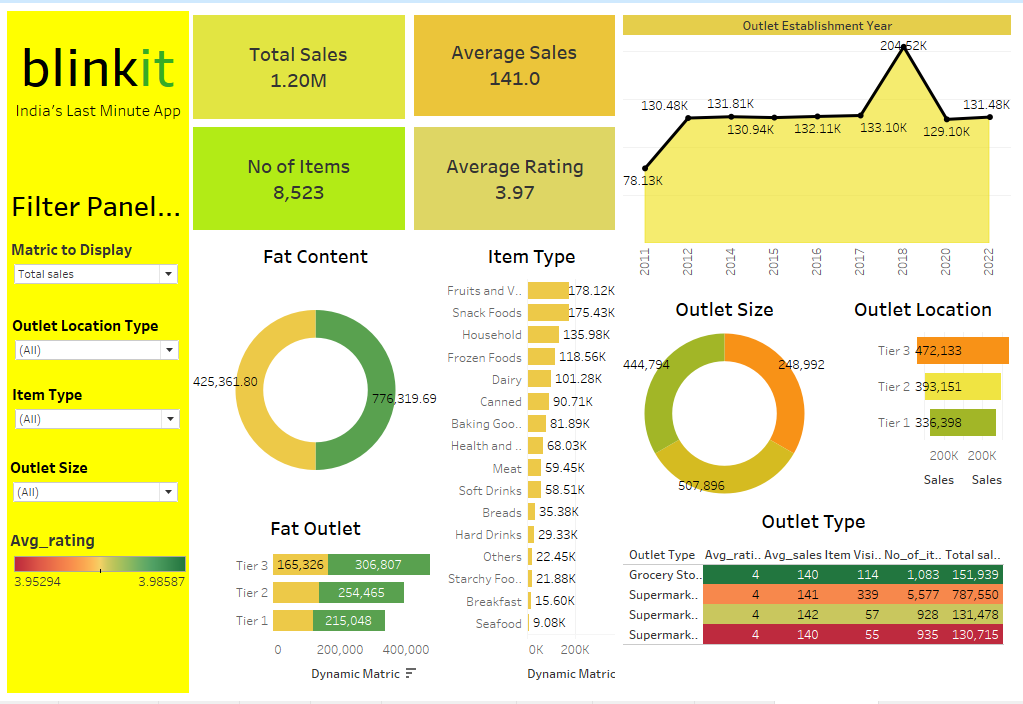 blinkit
India's Last Minute App
Filter Panel...
Matric to Display
Total sales
Outlet Location Type
(All)
Item Type
(All)
Outlet Size
(All)
Avg_rating
3.95294 3.98587
Total Sales
1.20M
Average Sales
141.0
No of Items
8,523
Average Rating
3.97
Outlet Establishment Year
204.52K
130.48K 131.81K 131.48K
130.94K 132.11K 133.10K 129.10K
78.13K
2011 2012 2014 2015 2016 2017 2018 2020 2022
Fat Content
425,361.80
776,319.69
Item Type
Fruits and V.. 178.12K
Snack Foods 175.43K
Household 135.98K
Frozen Foods 118.56K
Dairy 101.28K
Canned 90.71K
Baking Goo.. 81.89K
Health and .. 68.03K
Meat 59.45K
Soft Drinks 58.51K
Breads 35.38K
Hard Drinks 29.33K
Others 22.45K
Starchy Foo.. 21.88K
Breakfast 15.60K
Seafood 9.08K
0K 200K
Dynamic Matric
Outlet Size
444,794 248,992
507,896
Outlet Location
Tier 3 472,133
Tier 2 393,151
Tier 1 336,398
200K 200K
Sales Sales
Fat Outlet
Tier 3 165,326 306,807
Tier 2 254,465
Tier 1 215,048
0 200,000 400,000
Dynamic Matric
Outlet Type
Outlet Type Avg_rati.. Avg_sales Item Visi.. No_of_it.. Total sal..
Grocery Sto.. 4 140 114 1,083 151,939
Supermark.. 4 141 339 5,577 787,550
Supermark.. 4 142 57 928 131,478
Supermark.. 4 140 55 935 130,715